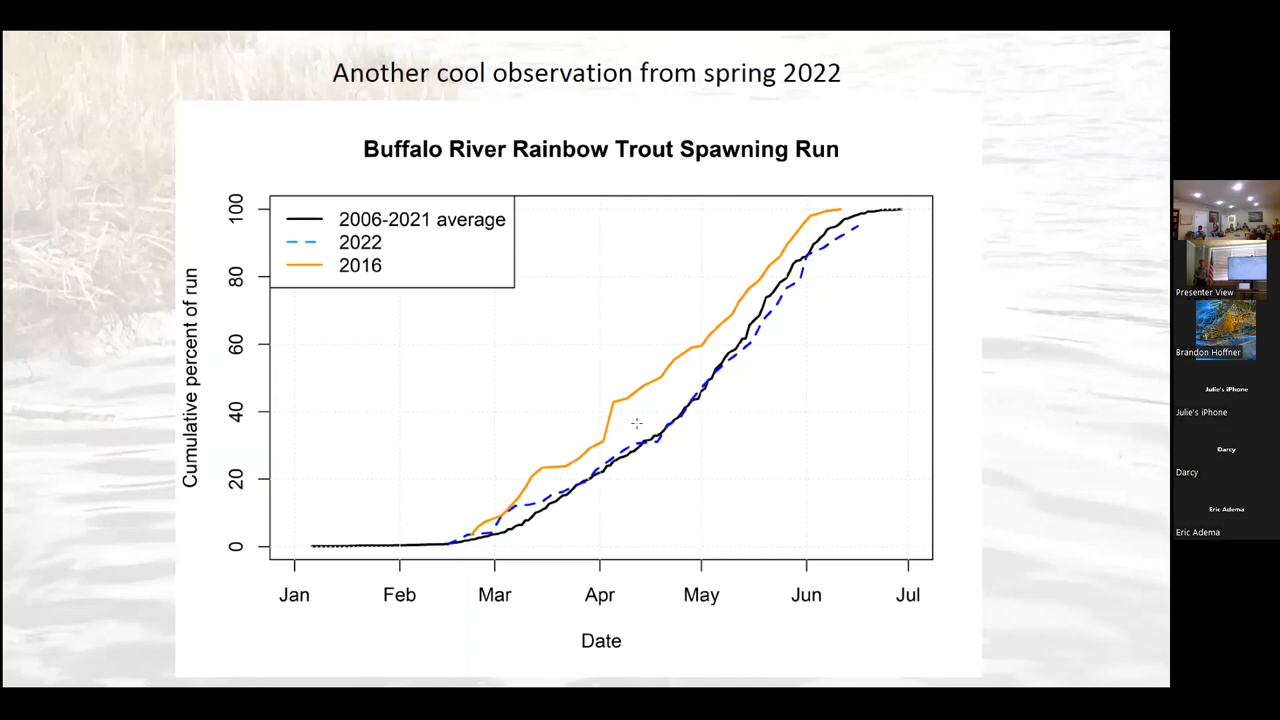 Another cool observation from spring 2022
Buffalo River Rainbow Trout Spawning Run
2006-2021 average
2022
2016
Cumulative percent of run
100
80
60
40
20
0
Jan Feb Mar Apr May Jun Jul
Date
Presenter View
Brandon Hoffner
Julie's iPhone
Julie's iPhone
Darcy
Darcy
Eric Adema
Eric Adema